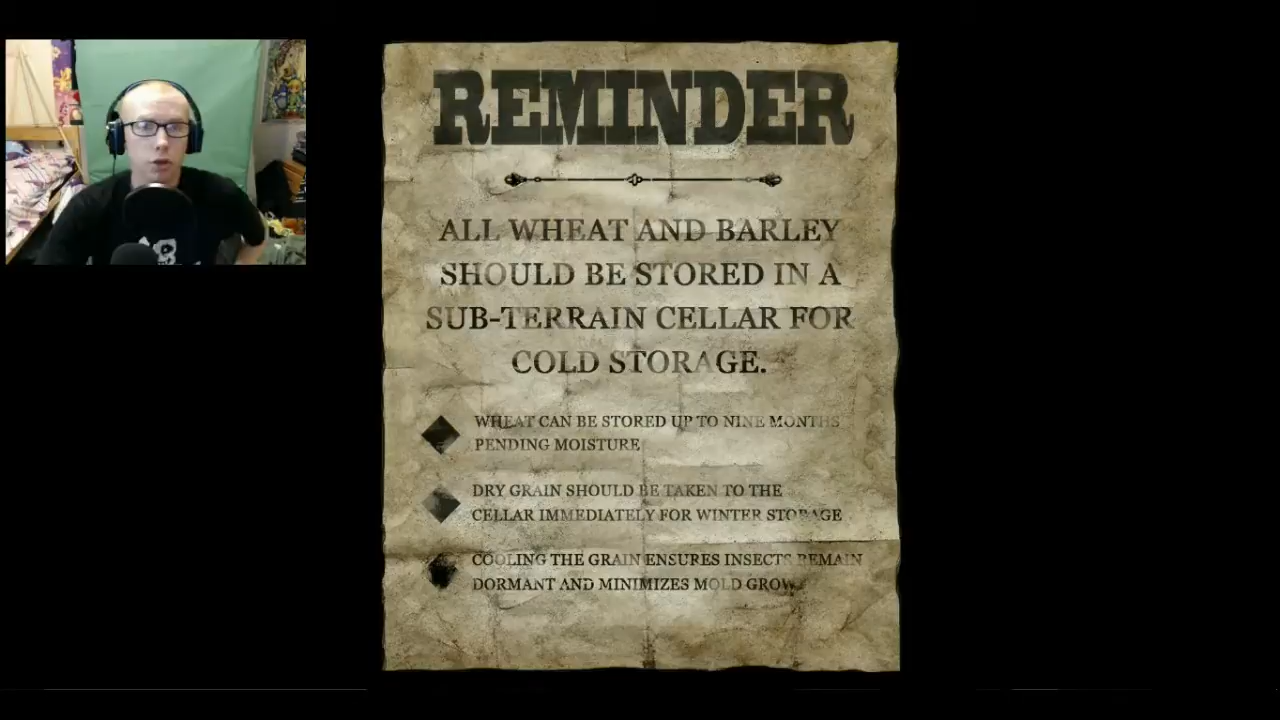 REMINDER
ALL WHEAT AND BARLEY
SHOULD BE STORED IN A
SUB-TERRAIN CELLAR FOR
COLD STORAGE.
WHEAT CAN BE STORED UP TO NINE MONTHS
PENDING MOISTURE
DRY GRAIN SHOULD BE TAKEN TO THE
CELLAR IMMEDIATELY FOR WINTER STORAGE
COOLING THE GRAIN ENSURES INSECTS REMAIN
DORMANT AND MINIMIZES MOLD